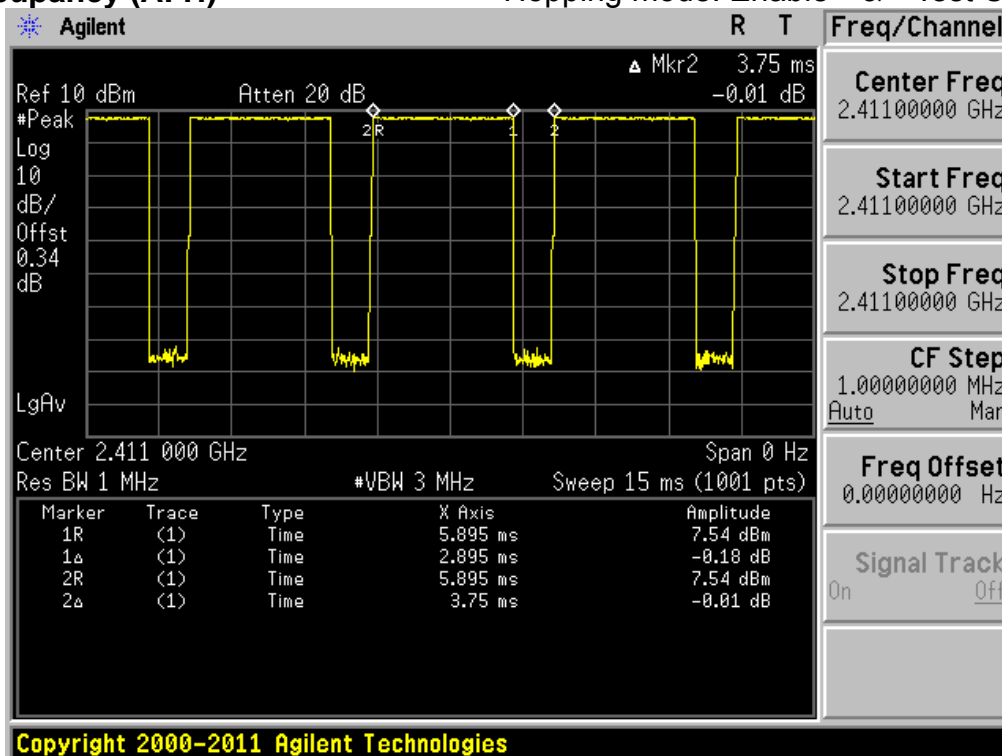 Agilent R T Freq/Channel
Δ Mkr2 3.75 ms
Ref 10 dBm Atten 20 dB -0.01 dB
#Peak
Log
10
dB/
Offst
0.34
dB
LgAv
2R 1 2
Center 2.411 000 GHz Span 0 Hz
Res BW 1 MHz #VBW 3 MHz Sweep 15 ms (1001 pts)
Marker Trace Type X Axis Amplitude
1R (1) Time 5.895 ms 7.54 dBm
1Δ (1) Time 2.895 ms -0.18 dB
2R (1) Time 5.895 ms 7.54 dBm
2Δ (1) Time 3.75 ms -0.01 dB
Center Freq
2.41100000 GHz
Start Freq
2.41100000 GHz
Stop Freq
2.41100000 GHz
CF Step
1.00000000 MHz
Auto Man
Freq Offset
0.00000000 Hz
Signal Track
On Off
Copyright 2000-2011 Agilent Technologies